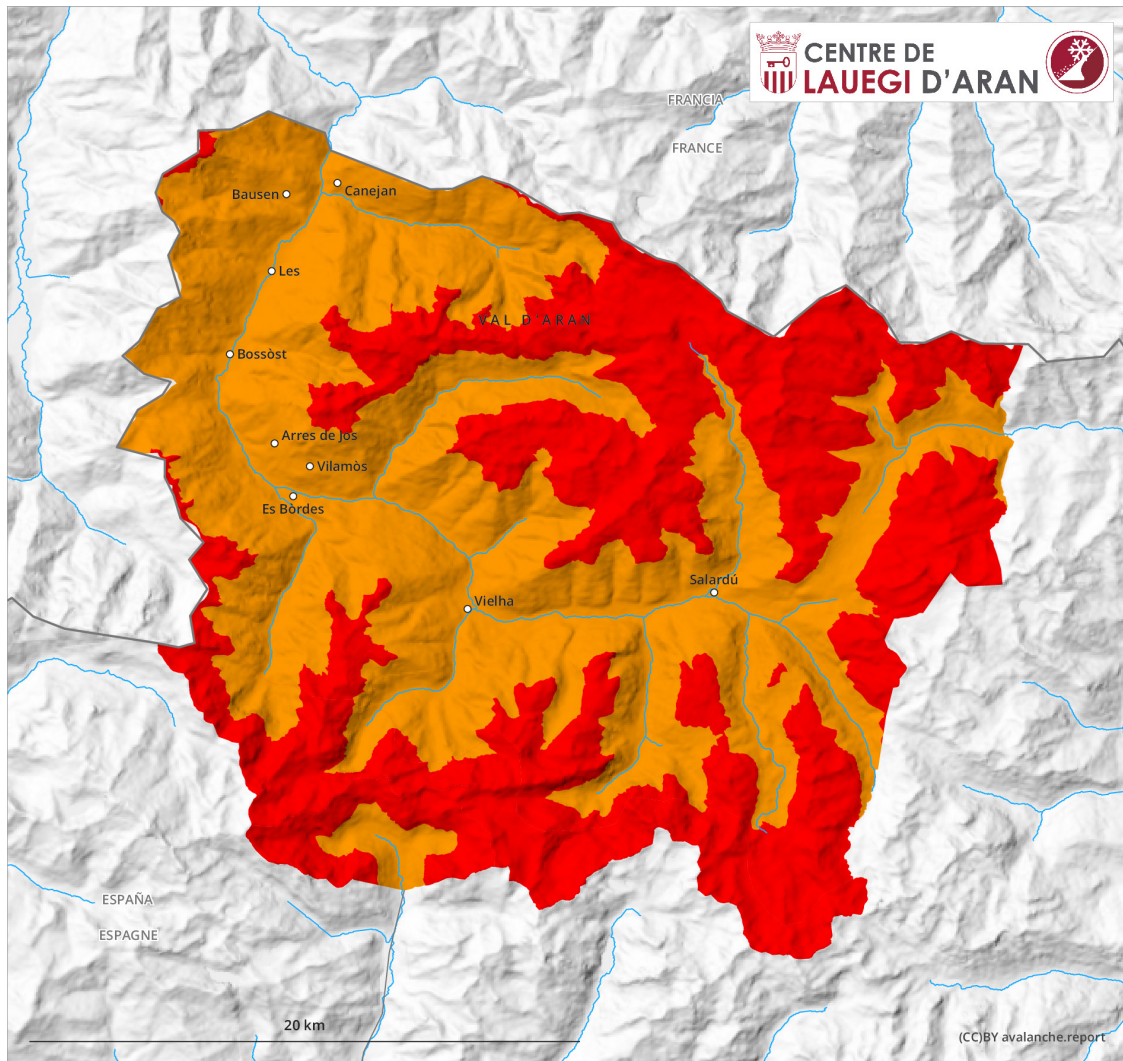 CENTRE DE
LAUEGI D'ARAN
FRANCIA
FRANCE
Bausen
Canejan
Les
VAL D'ARAN
Bossòst
Arres de Jos
Vilamòs
Es Bòrdes
Salardú
Vielha
ESPAÑA
ESPAGNE
20 km
(CC)BY avalanche.report